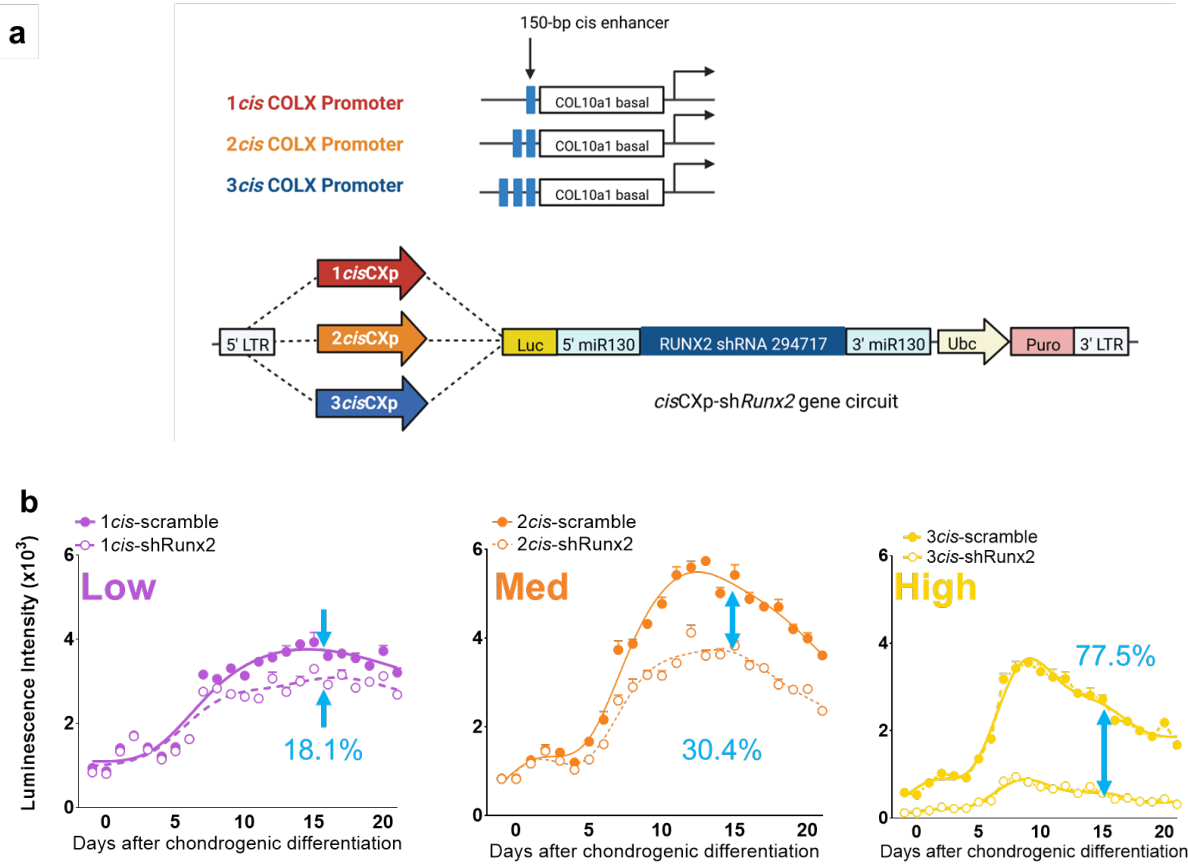 a
150-bp cis enhancer
1cis COLX Promoter
COL10a1 basal
2cis COLX Promoter
COL10a1 basal
3cis COLX Promoter
COL10a1 basal
1cisCXp
5' LTR
2cisCXp
Luc
5' miR130
RUNX2 shRNA 294717
3' miR130
Ubc
Puro
3' LTR
3cisCXp
cisCXp-shRunx2 gene circuit
b
Luminescence Intensity (x10³)
1cis-scramble
1cis-shRunx2
6
Low
4
2
0
18.1%
0 5 10 15 20
Days after chondrogenic differentiation
2cis-scramble
2cis-shRunx2
6
Med
4
2
0
30.4%
0 5 10 15 20
Days after chondrogenic differentiation
3cis-scramble
3cis-shRunx2
6
High
4
77.5%
2
0
0 5 10 15 20
Days after chondrogenic differentiation